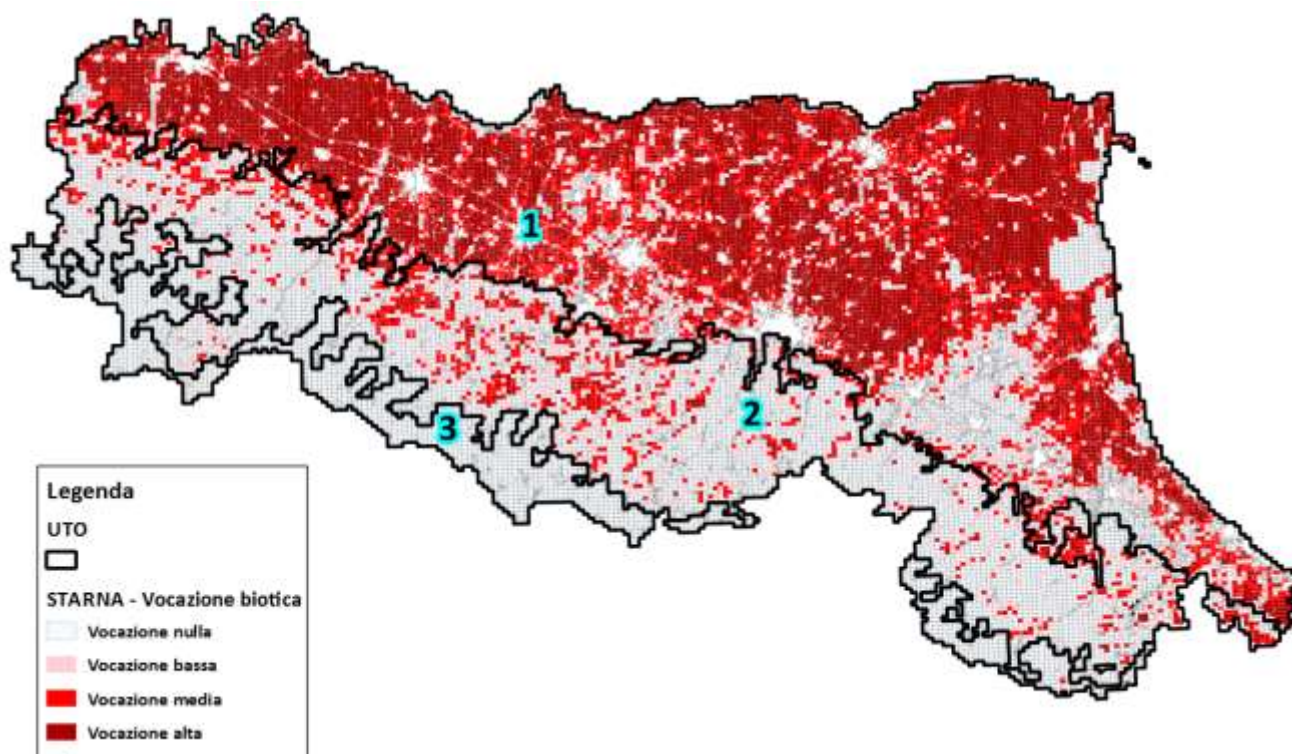 1
2
3
Legenda
UTO
STARNA - Vocazione biotica
Vocazione nulla
Vocazione bassa
Vocazione media
Vocazione alta